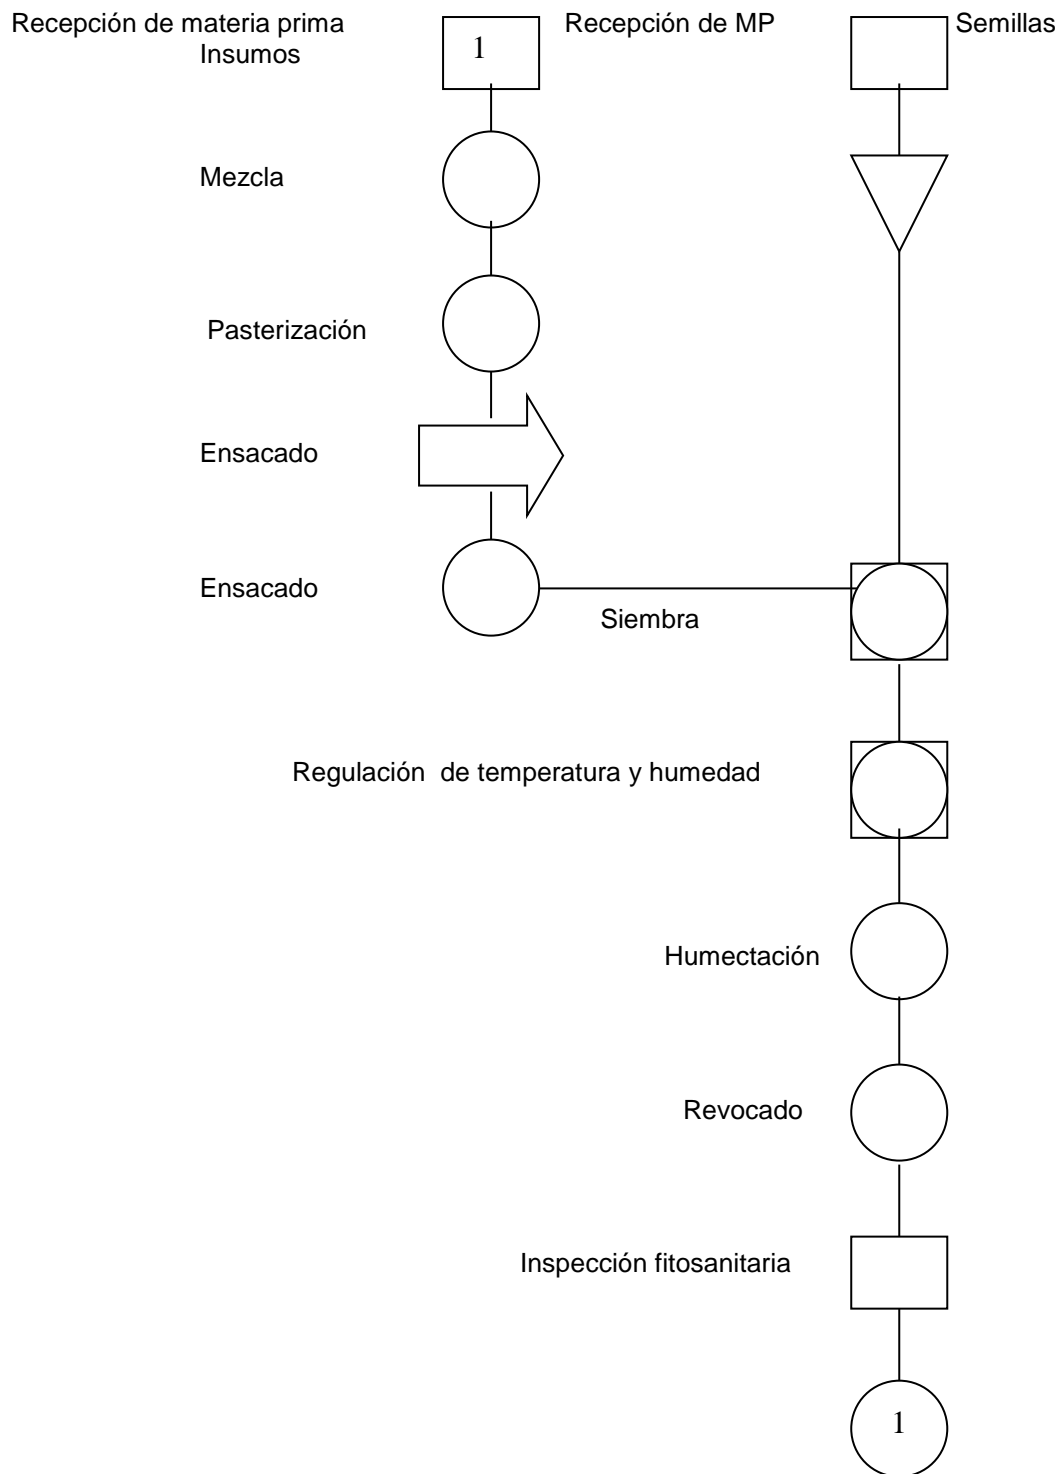 Recepción de materia prima
Insumos
1
Recepción de MP
Semillas
Mezcla
Pasterización
Ensacado
Ensacado
Siembra
Regulación  de temperatura y humedad
Humectación
Revocado
Inspección fitosanitaria
1